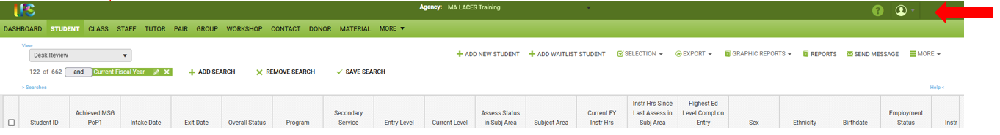 LFS
Agency: MA LACES Training
?
DASHBOARD STUDENT CLASS STAFF TUTOR PAIR GROUP WORKSHOP CONTACT DONOR MATERIAL MORE
View
Desk Review
ADD NEW STUDENT ADD WAITLIST STUDENT SELECTION EXPORT GRAPHIC REPORTS REPORTS SEND MESSAGE MORE
122 of 662 and Current Fiscal Year ADD SEARCH REMOVE SEARCH SAVE SEARCH
> Searches Help <
Student ID
Achieved MSG
PoP1
Intake Date
Exit Date
Overall Status
Program
Secondary
Service
Entry Level
Current Level
Assess Status
in Subj Area
Subject Area
Current FY
Instr Hrs
Instr Hrs Since
Last Assess in
Subj Area
Highest Ed
Level Compl on
Entry
Sex
Ethnicity
Birthdate
Employment
Status
Instr